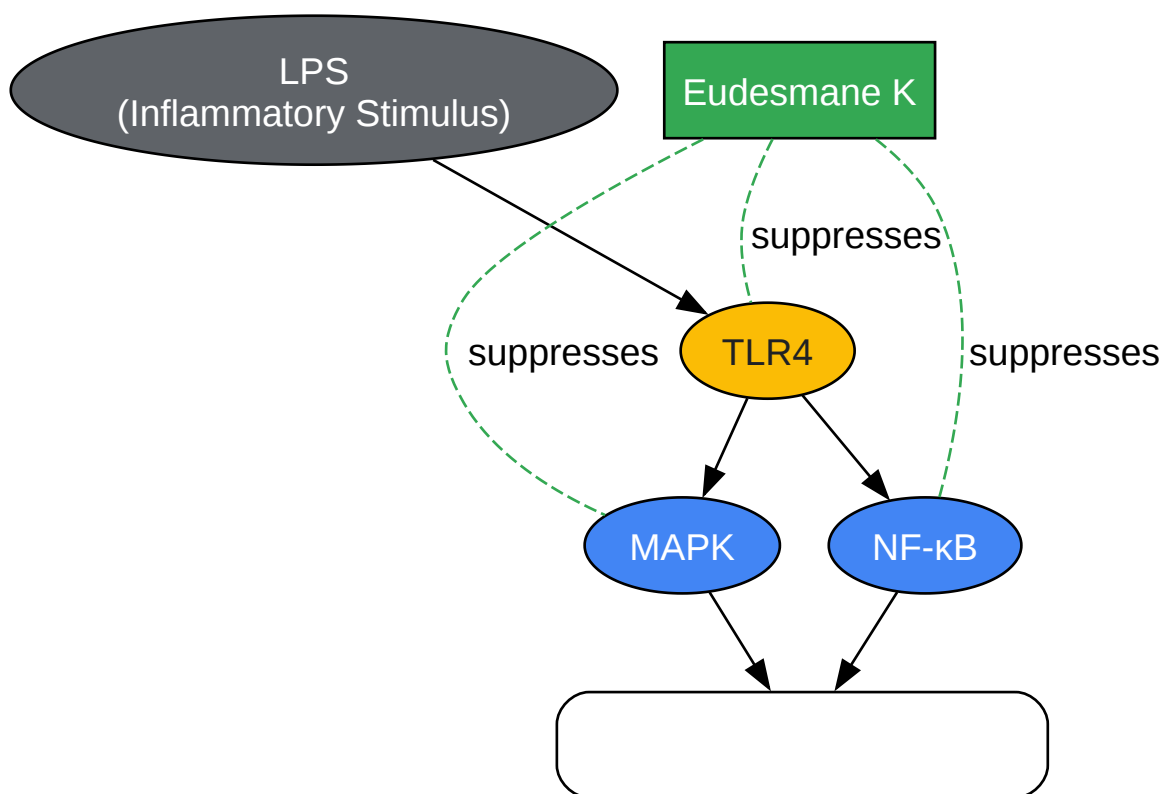 LPS
(Inflammatory Stimulus)
Eudesmane K
suppresses
suppresses
TLR4
suppresses
MAPK
NF-κB